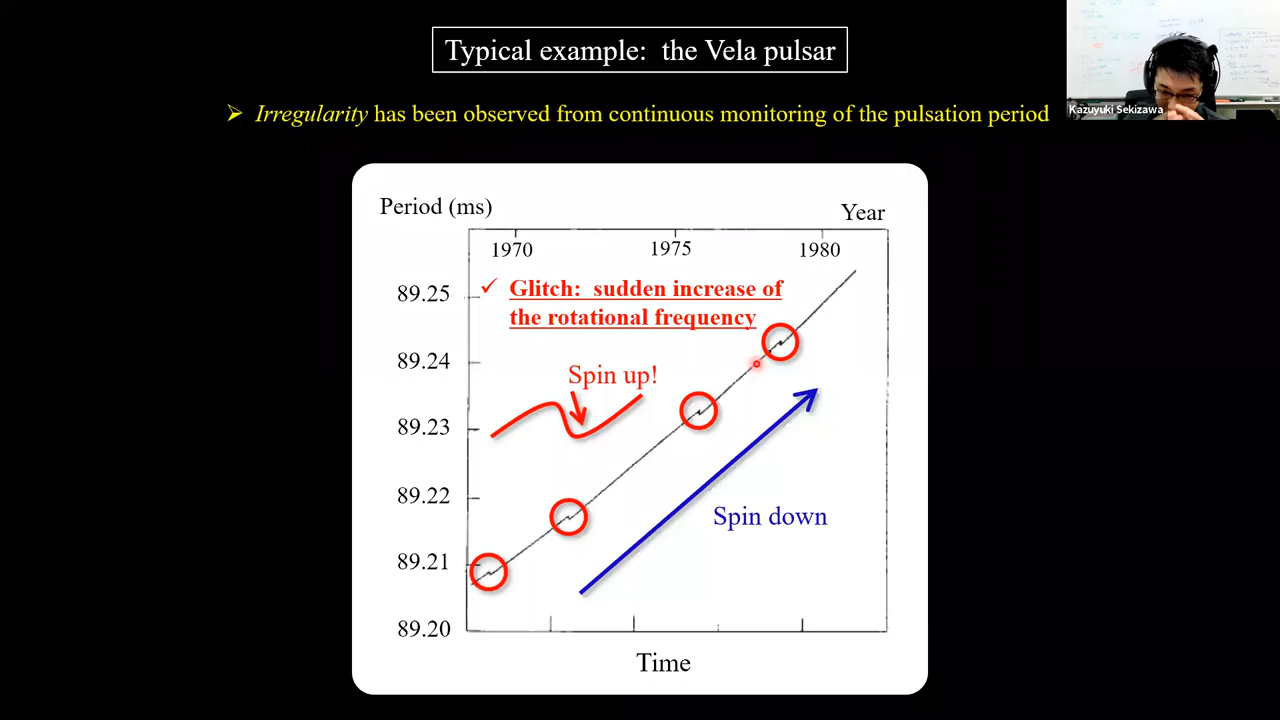 Typical example: the Vela pulsar
Kazuyuki Sekizawa
➢ Irregularity has been observed from continuous monitoring of the pulsation period
Period (ms)
Year
1970
1975
1980
✓ Glitch: sudden increase of
the rotational frequency
89.25
89.24
Spin up!
89.23
89.22
Spin down
89.21
89.20
Time